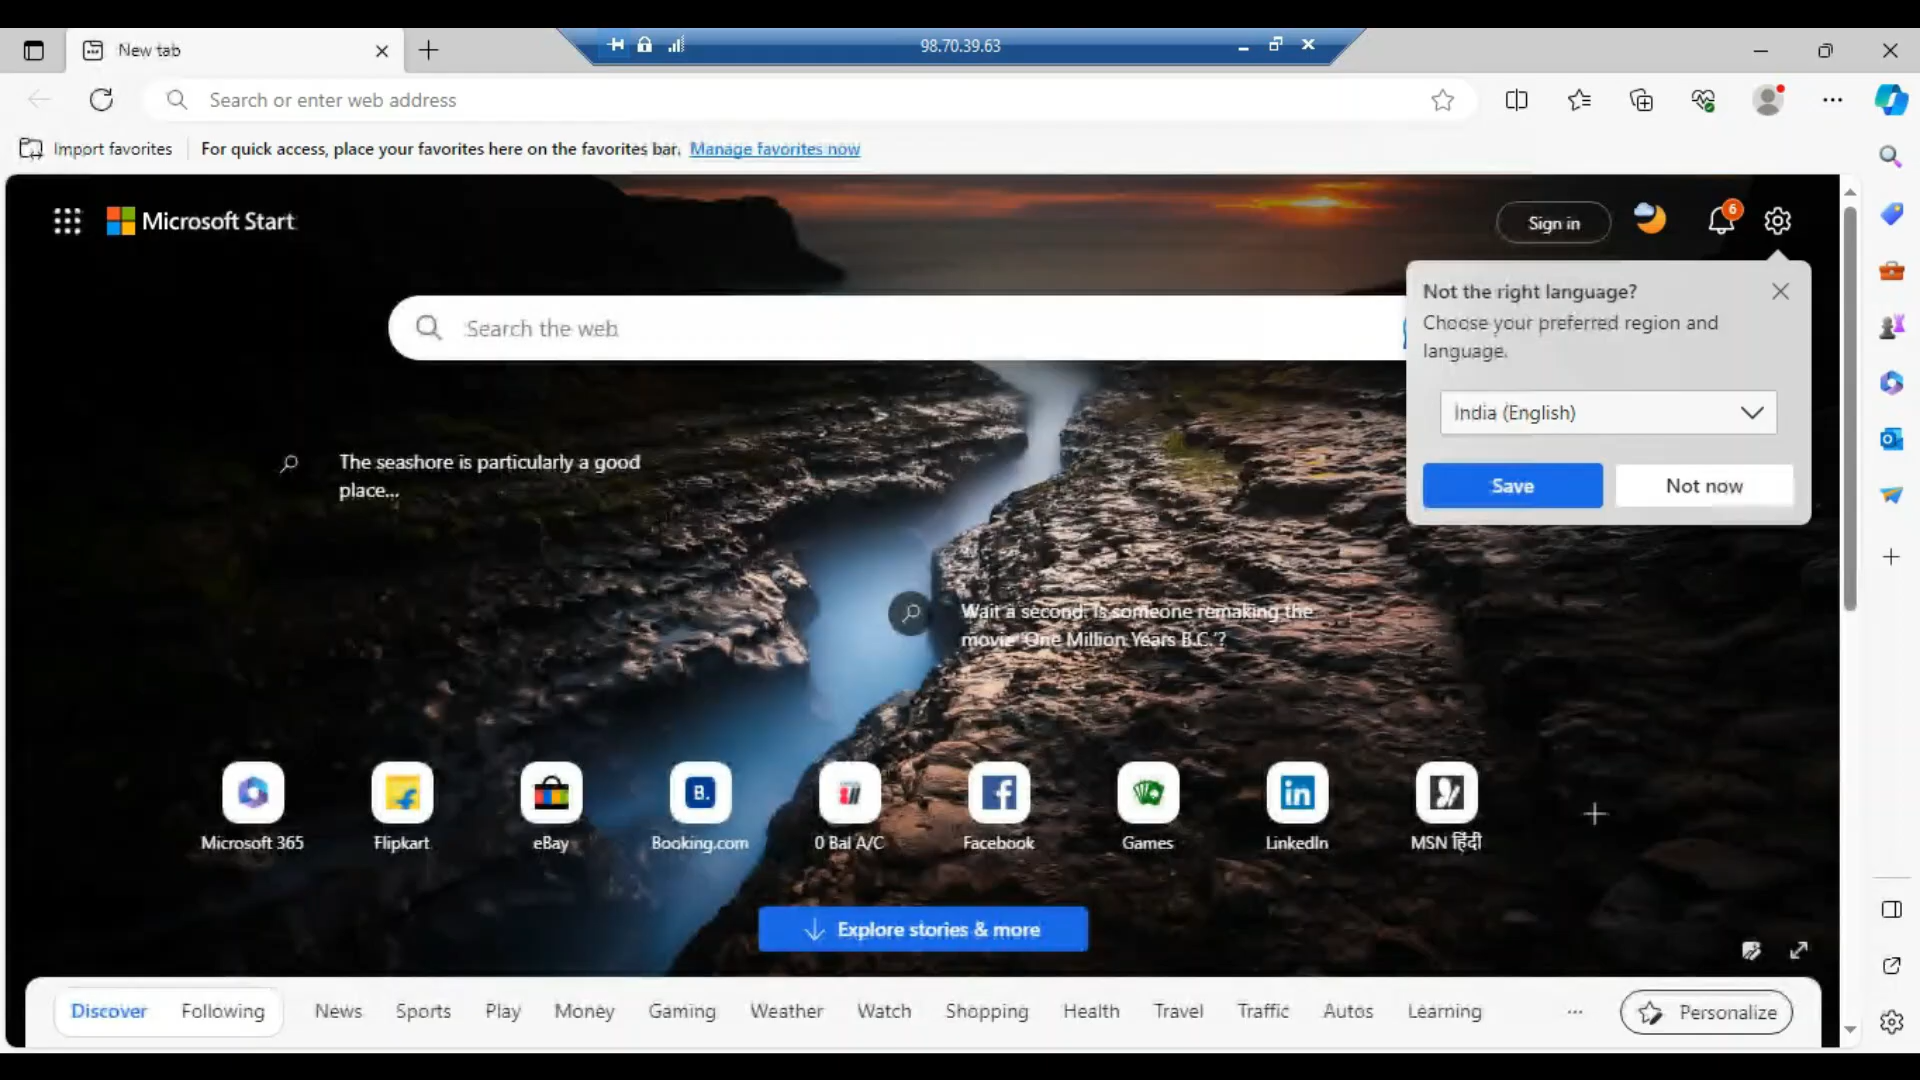 New tab
98.70.39.63
Search or enter web address
Import favorites
For quick access, place your favorites here on the favorites bar. Manage favorites now
Microsoft Start
Sign in
6
Not the right language?
Choose your preferred region and
language.
Search the web
India (English)
Save
Not now
The seashore is particularly a good
place...
Wait a second: Is someone remaking the
movie 'One Million Years B.C.'?
B.
Microsoft 365
Flipkart
eBay
Booking.com
0 Bal A/C
Facebook
Games
LinkedIn
MSN हिंदी
Explore stories & more
Discover
Following
News
Sports
Play
Money
Gaming
Weather
Watch
Shopping
Health
Travel
Traffic
Autos
Learning
...
Personalize